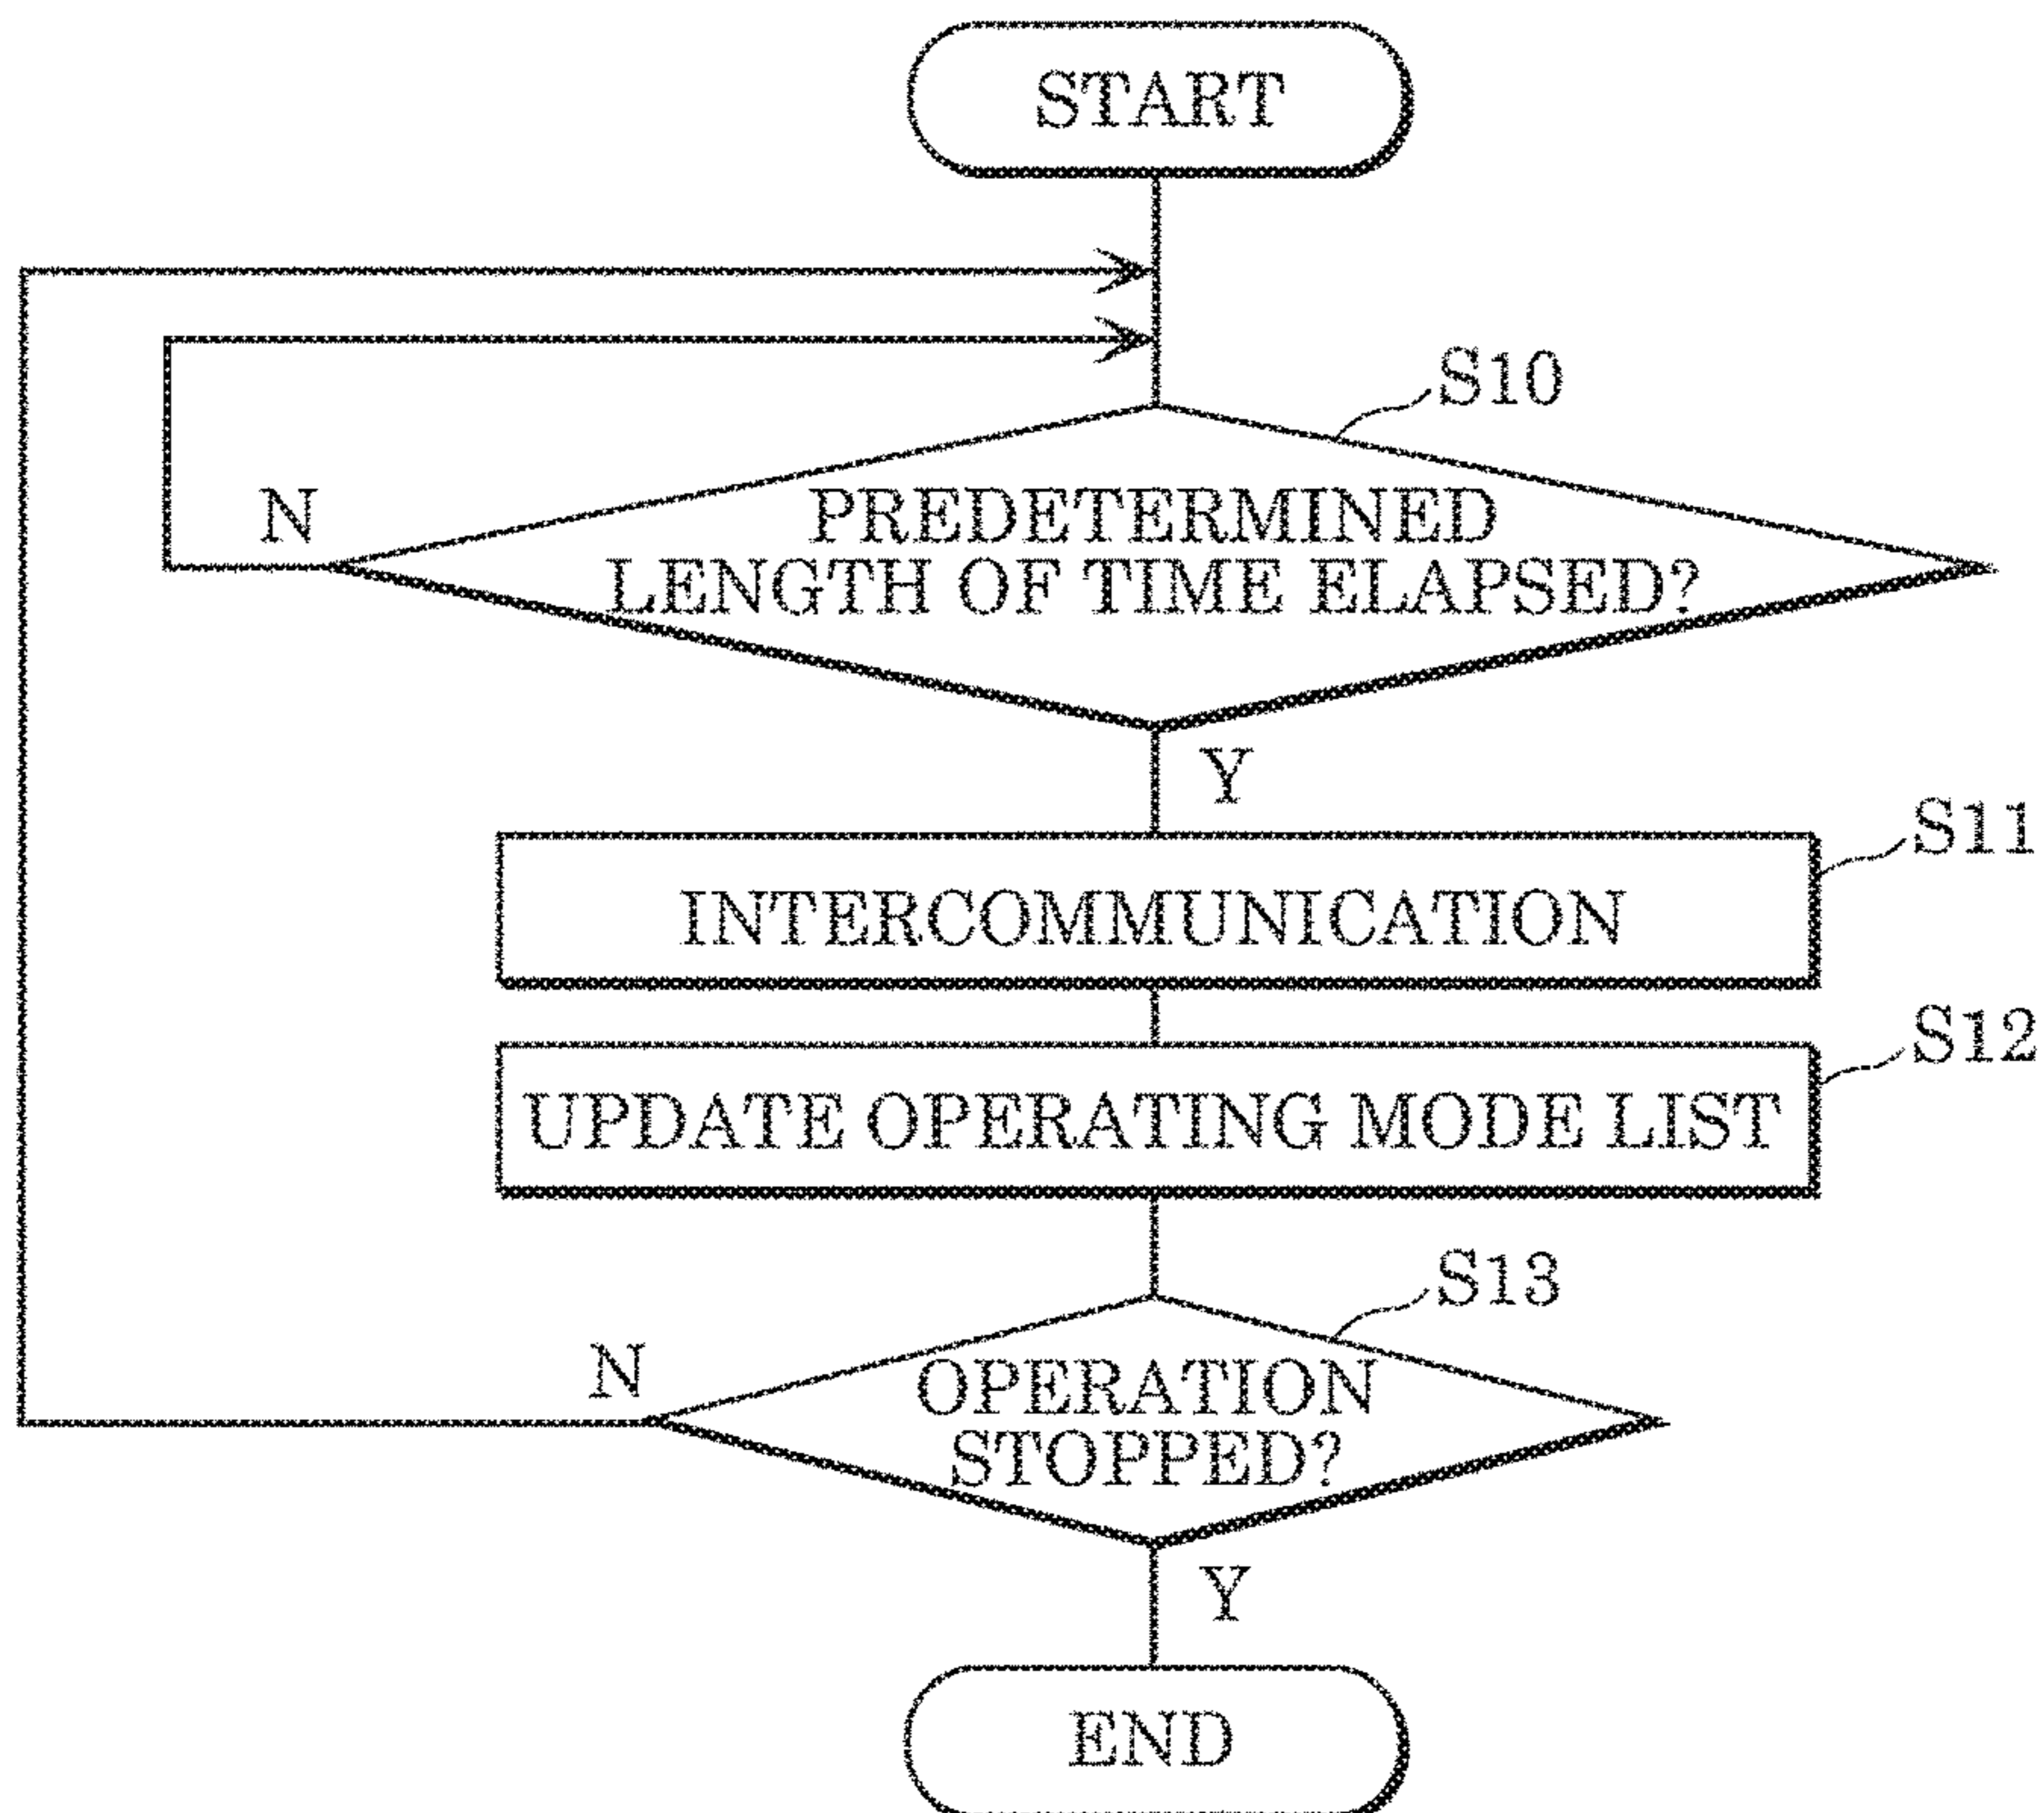 START
S10
N
PREDETERMINED
LENGTH OF TIME ELAPSED?
Y
S11
INTERCOMMUNICATION
S12
UPDATE OPERATING MODE LIST
S13
N
OPERATION
STOPPED?
Y
END